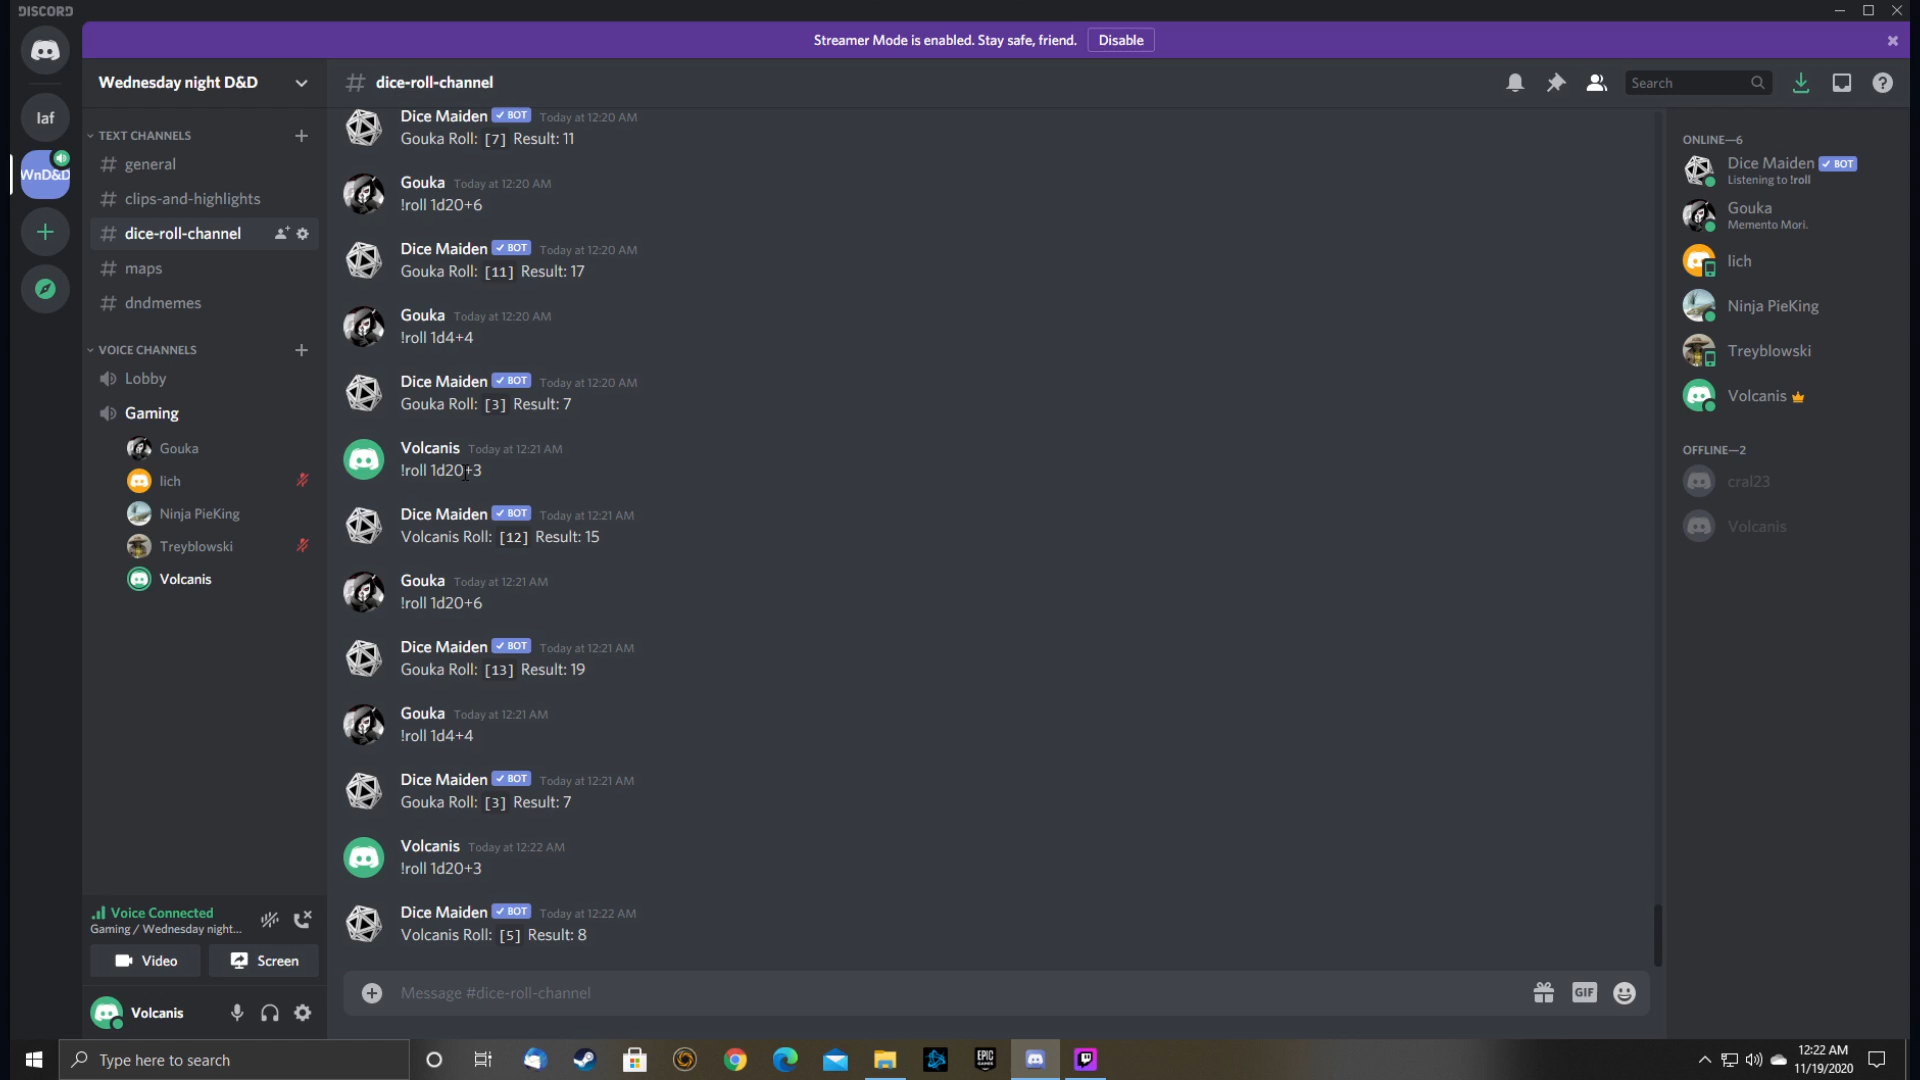 DISCORD
Streamer Mode is enabled. Stay safe, friend. Disable
Wednesday night D&D
dice-roll-channel
Search
Iaf
WnD&D
TEXT CHANNELS
general
clips-and-highlights
dice-roll-channel
maps
dndmemes
VOICE CHANNELS
Lobby
Gaming
Gouka
lich
Ninja PieKing
Treyblowski
Volcanis
Voice Connected
Gaming / Wednesday night...
Video Screen
Volcanis
Dice Maiden BOT Today at 12:20 AM
Gouka Roll: [7] Result: 11
Gouka Today at 12:20 AM
!roll 1d20+6
Dice Maiden BOT Today at 12:20 AM
Gouka Roll: [11] Result: 17
Gouka Today at 12:20 AM
!roll 1d4+4
Dice Maiden BOT Today at 12:20 AM
Gouka Roll: [3] Result: 7
Volcanis Today at 12:21 AM
!roll 1d20+3
Dice Maiden BOT Today at 12:21 AM
Volcanis Roll: [12] Result: 15
Gouka Today at 12:21 AM
!roll 1d20+6
Dice Maiden BOT Today at 12:21 AM
Gouka Roll: [13] Result: 19
Gouka Today at 12:21 AM
!roll 1d4+4
Dice Maiden BOT Today at 12:21 AM
Gouka Roll: [3] Result: 7
Volcanis Today at 12:22 AM
!roll 1d20+3
Dice Maiden BOT Today at 12:22 AM
Volcanis Roll: [5] Result: 8
Message #dice-roll-channel
GIF
ONLINE—6
Dice Maiden BOT
Listening to !roll
Gouka
Memento Mori.
lich
Ninja PieKing
Treyblowski
Volcanis
OFFLINE—2
cral23
Volcanis
Type here to search
EPIC
GAMES
12:22 AM
11/19/2020